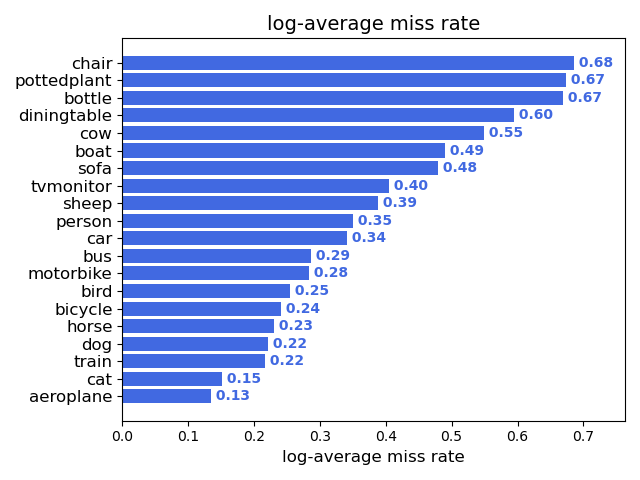 log-average miss rate
chair 0.68
pottedplant 0.67
bottle 0.67
diningtable 0.60
cow 0.55
boat 0.49
sofa 0.48
tvmonitor 0.40
sheep 0.39
person 0.35
car 0.34
bus 0.29
motorbike 0.28
bird 0.25
bicycle 0.24
horse 0.23
dog 0.22
train 0.22
cat 0.15
aeroplane 0.13
0.0 0.1 0.2 0.3 0.4 0.5 0.6 0.7
log-average miss rate